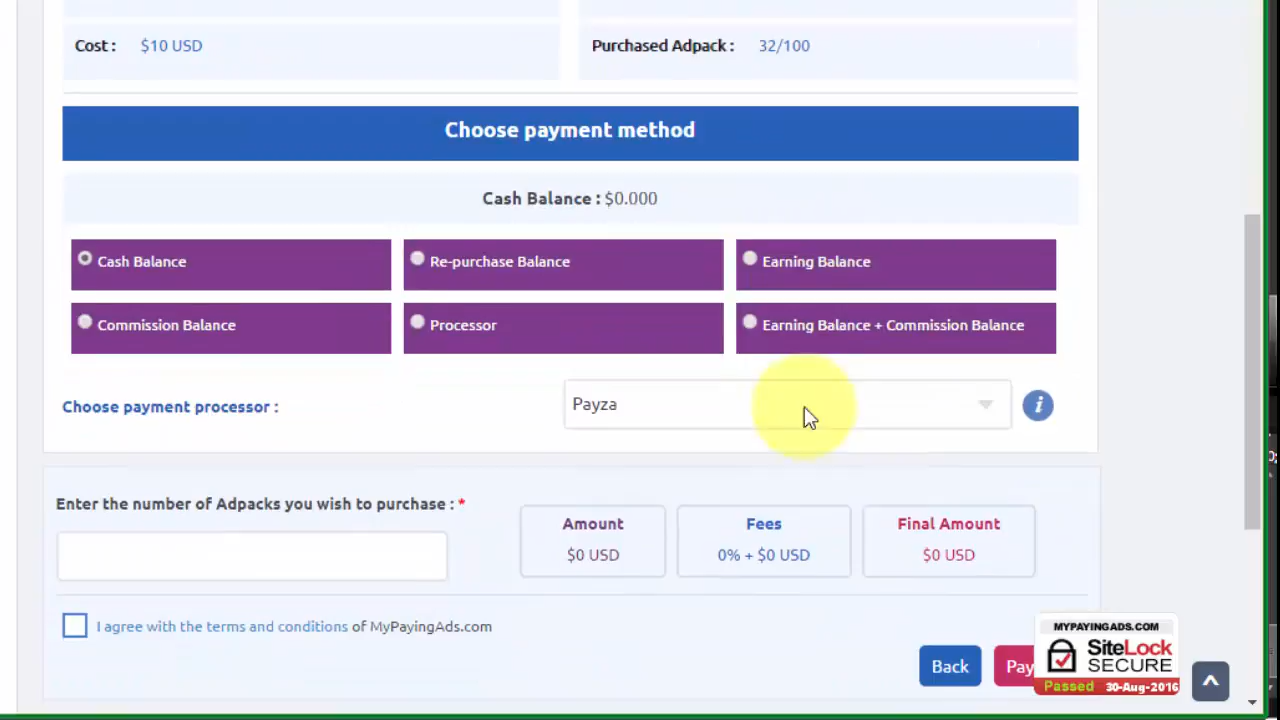 Cost : $10 USD
Purchased Adpack : 32/100
Choose payment method
Cash Balance : $0.000
Cash Balance
Re-purchase Balance
Earning Balance
Commission Balance
Processor
Earning Balance + Commission Balance
Choose payment processor :
Payza
i
Enter the number of Adpacks you wish to purchase : *
Amount
$0 USD
Fees
0% + $0 USD
Final Amount
$0 USD
I agree with the terms and conditions of MyPayingAds.com
Back
Pay
MYPAYINGADS.COM
SiteLock
SECURE
Passed 30-Aug-2016